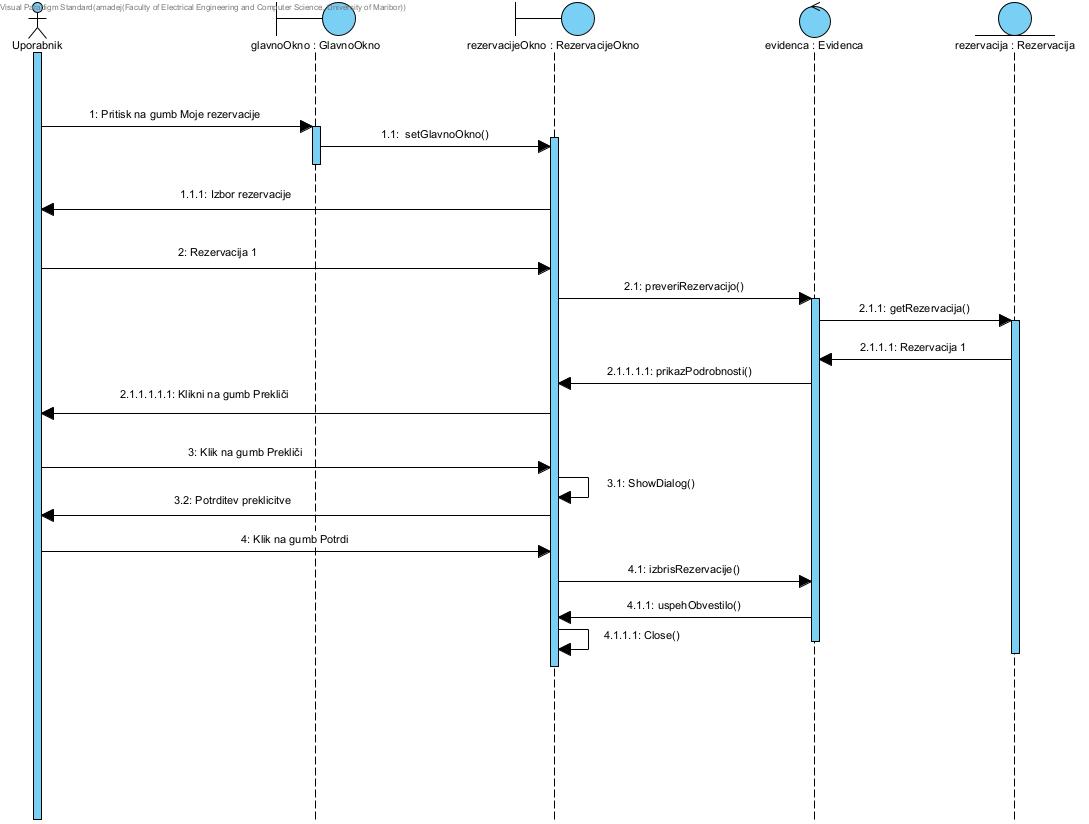 Visual Paradigm Standard(amadej(Faculty of Electrical Engineering and Computer Science, University of Maribor))
Uporabnik
glavnoOkno : GlavnoOkno
rezervacijeOkno : RezervacijeOkno
evidenca : Evidenca
rezervacija : Rezervacija
1: Pritisk na gumb Moje rezervacije
1.1: setGlavnoOkno()
1.1.1: Izbor rezervacije
2: Rezervacija 1
2.1: preveriRezervacijo()
2.1.1: getRezervacija()
2.1.1.1: Rezervacija 1
2.1.1.1.1: prikazPodrobnosti()
2.1.1.1.1.1: Klikni na gumb Prekliči
3: Klik na gumb Prekliči
3.1: ShowDialog()
3.2: Potrditev preklicitve
4: Klik na gumb Potrdi
4.1: izbrisRezervacije()
4.1.1: uspehObvestilo()
4.1.1.1: Close()